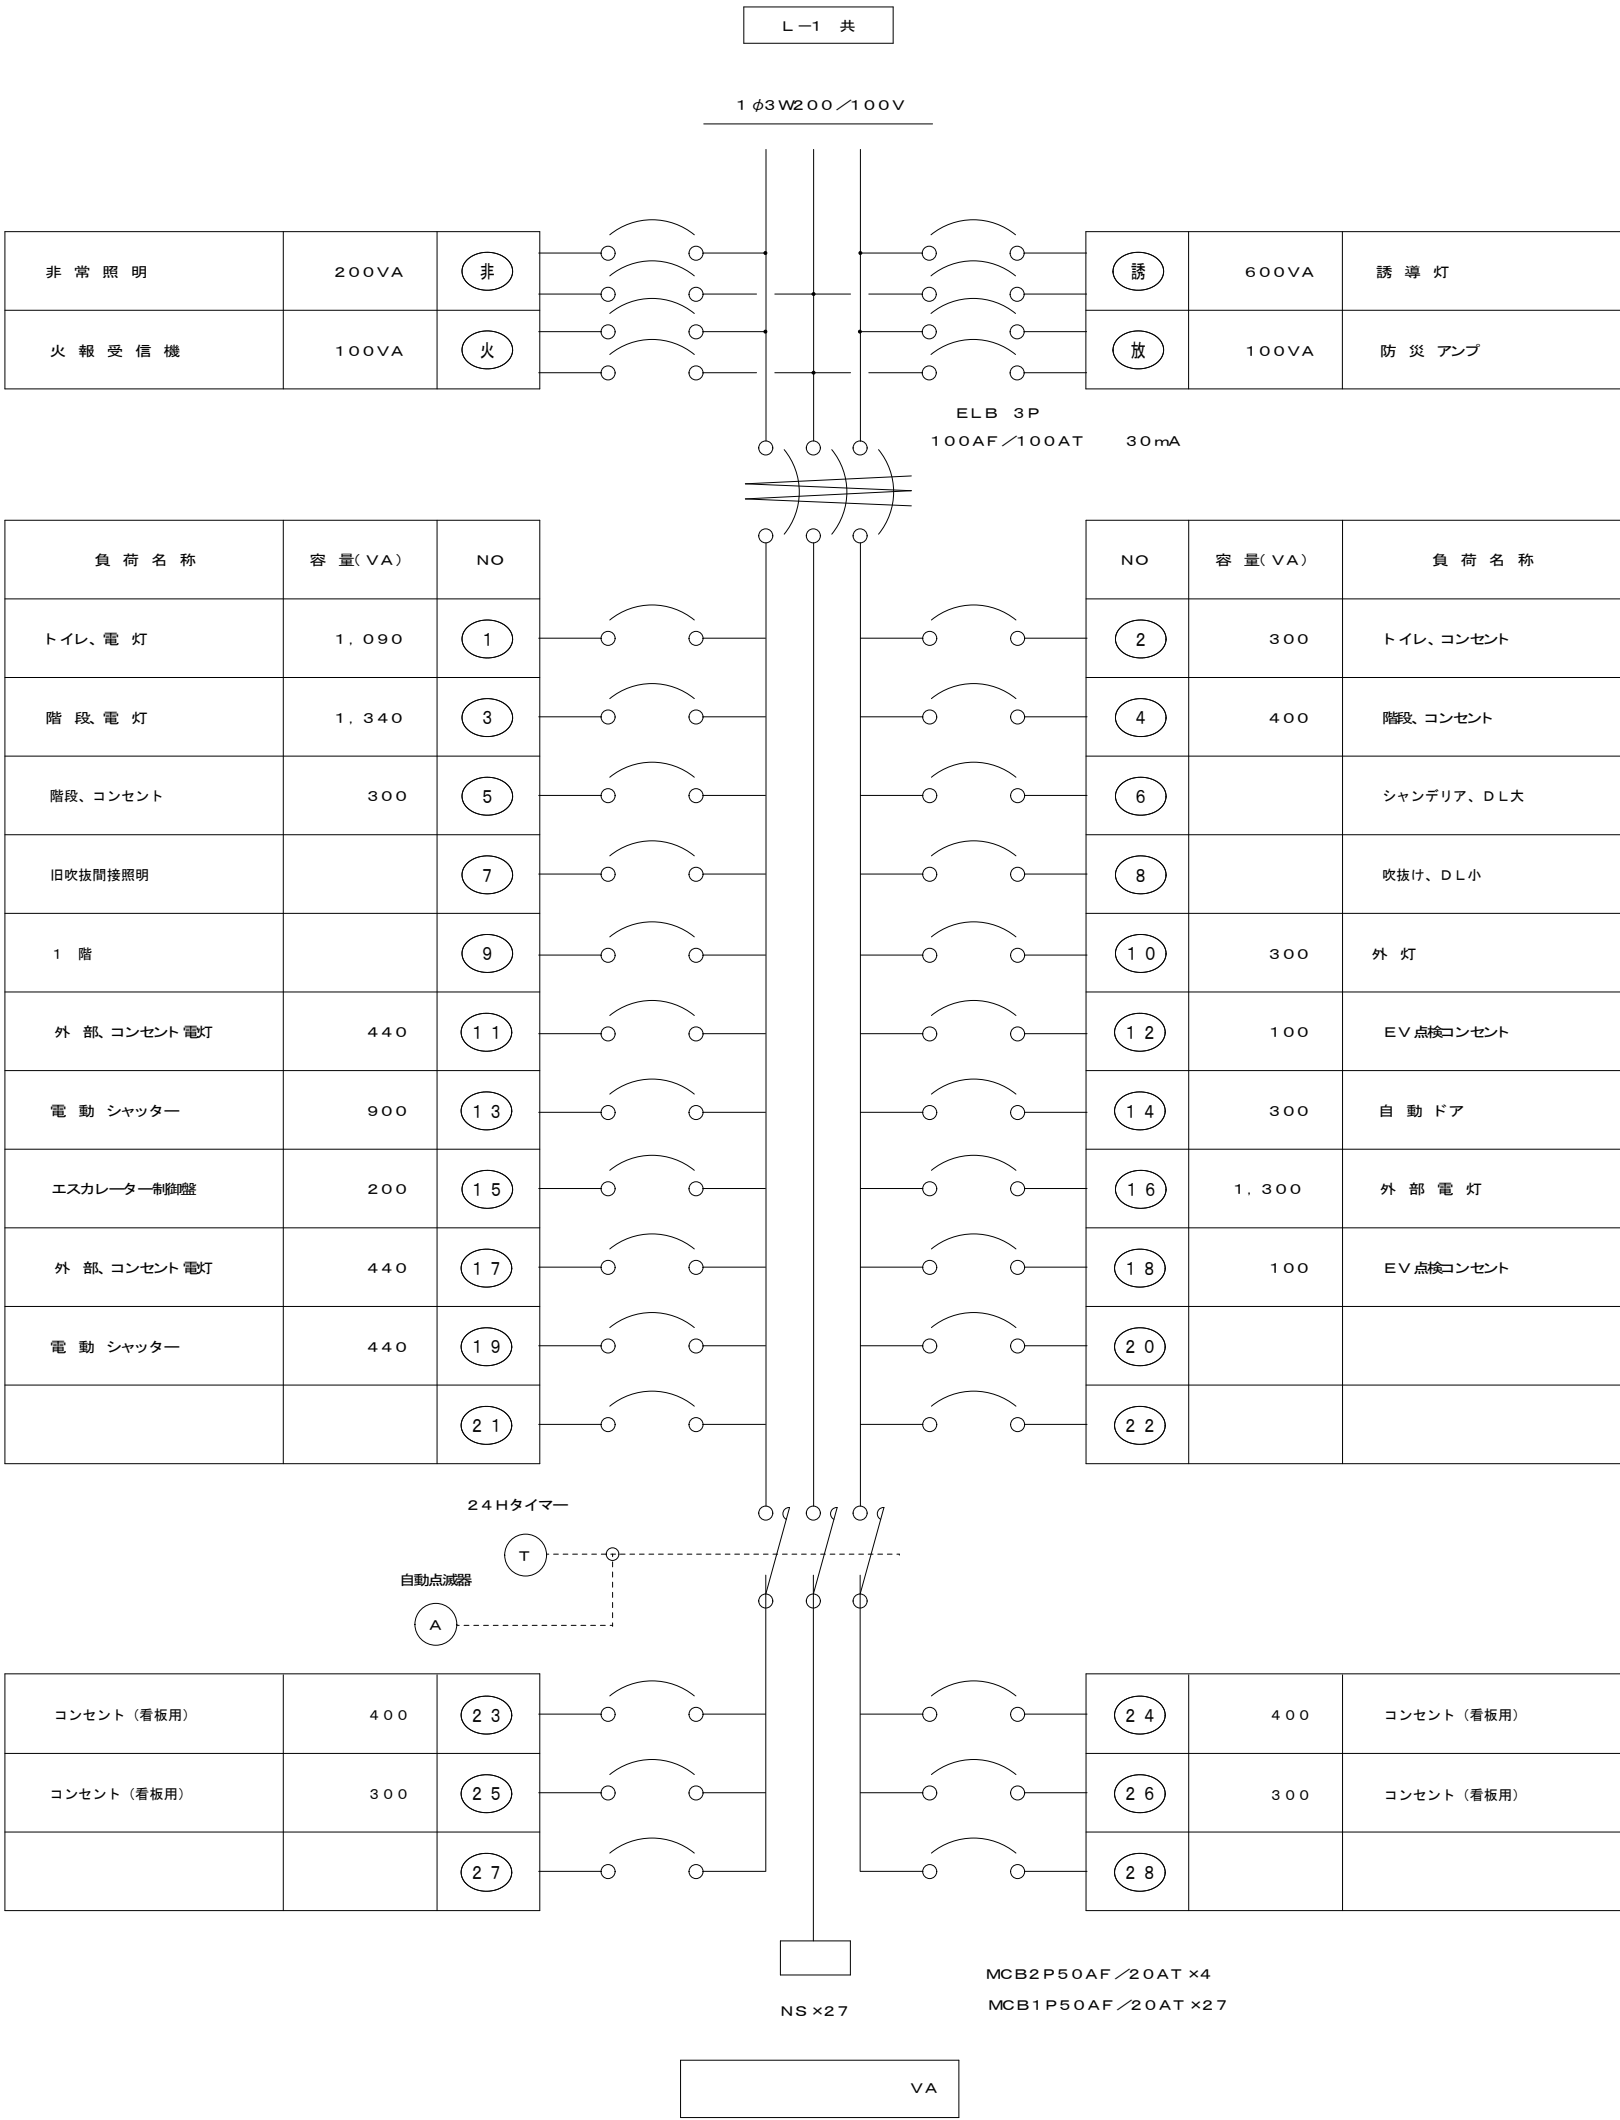 L－1 共
1φ3W200／100V
非常照明 200VA 非 誘 600VA 誘導灯
火報受信機 100VA 火 放 100VA 防災アンプ
ELB 3P
100AF／100AT 30mA
負荷名称 容量(VA) NO NO 容量(VA) 負荷名称
トイレ、電灯 1,090 1 2 300 トイレ、コンセント
階段、電灯 1,340 3 4 400 階段、コンセント
階段、コンセント 300 5 6 シャンデリア、DL大
旧吹抜間接照明 7 8 吹抜け、DL小
1階 9 10 300 外灯
外部、コンセント電灯 440 11 12 100 EV点検コンセント
電動シャッター 900 13 14 300 自動ドア
エスカレーター制御盤 200 15 16 1,300 外部電灯
外部、コンセント電灯 440 17 18 100 EV点検コンセント
電動シャッター 440 19 20
21 22
24Hタイマー
T
自動点滅器
A
コンセント（看板用） 400 23 24 400 コンセント（看板用）
コンセント（看板用） 300 25 26 300 コンセント（看板用）
27 28
MCB2P50AF／20AT×4
NS×27 MCB1P50AF／20AT×27
VA